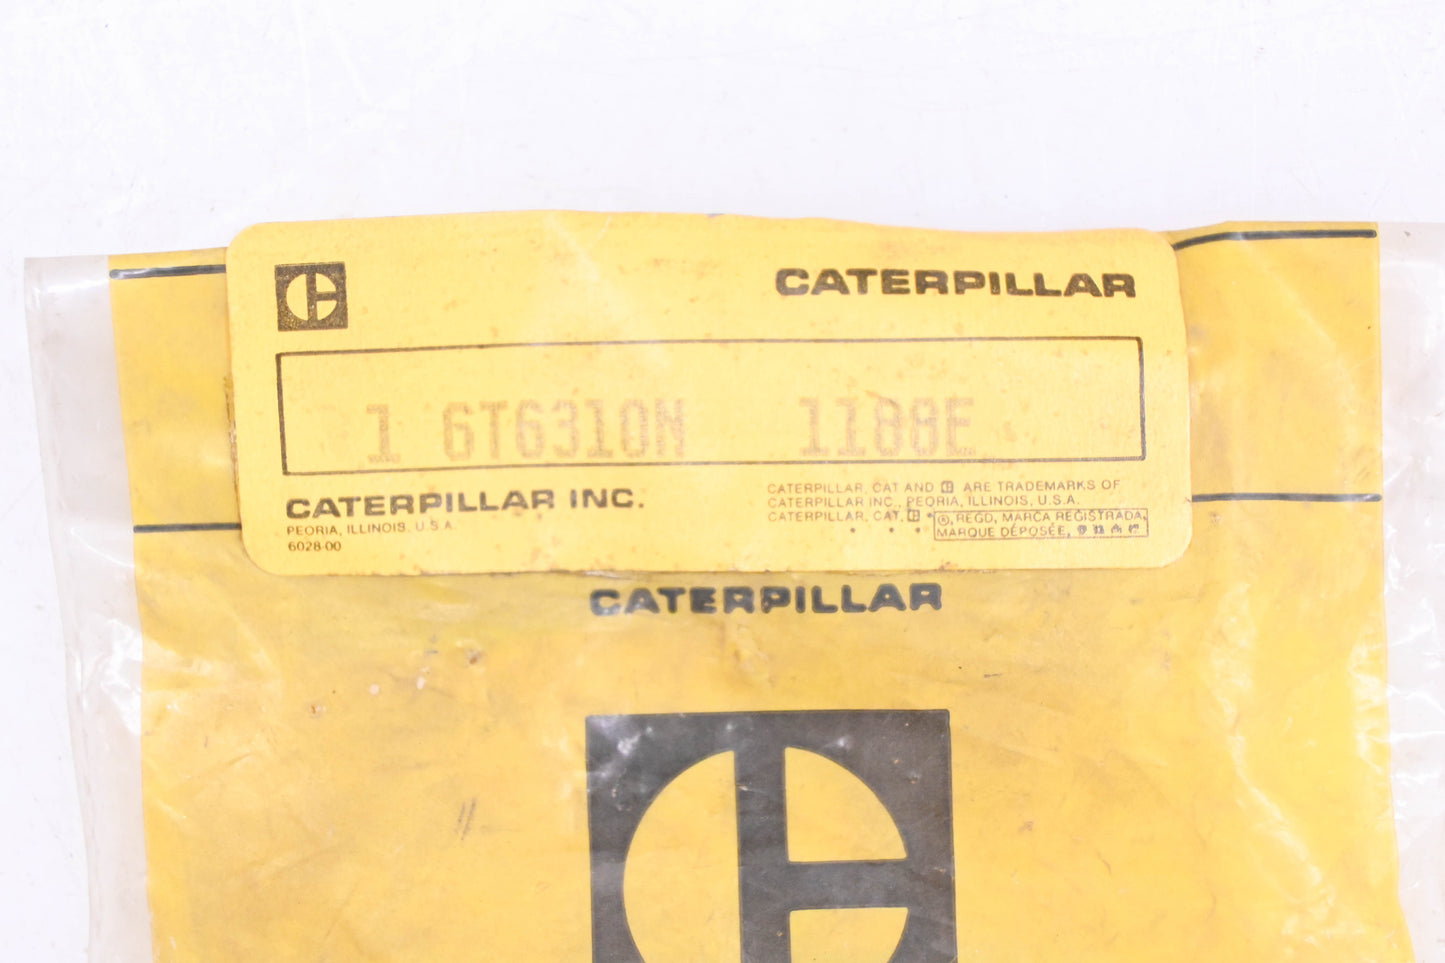 CATERPILLAR
1 6T6310M 1188E
CATERPILLAR INC.
PEORIA, ILLINOIS, U.S.A.
6028-00
CATERPILLAR, CAT AND ARE TRADEMARKS OF
CATERPILLAR INC., PEORIA, ILLINOIS, U.S.A.
CATERPILLAR, CAT,
®, REGD, MARCA REGISTRADA,
MARQUE DÉPOSÉE,
CATERPILLAR